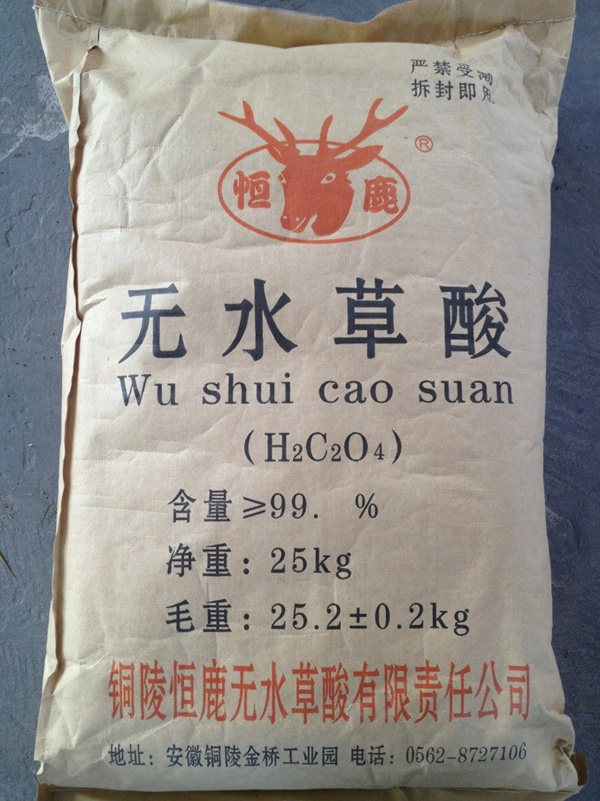 严禁受潮
拆封即用
恒鹿
®
无水草酸
Wu shui cao suan
(H2C2O4)
含量≥99. %
净重: 25kg
毛重: 25.2±0.2kg
铜陵恒鹿无水草酸有限责任公司
地址: 安徽铜陵金桥工业园 电话: 0562-8727106